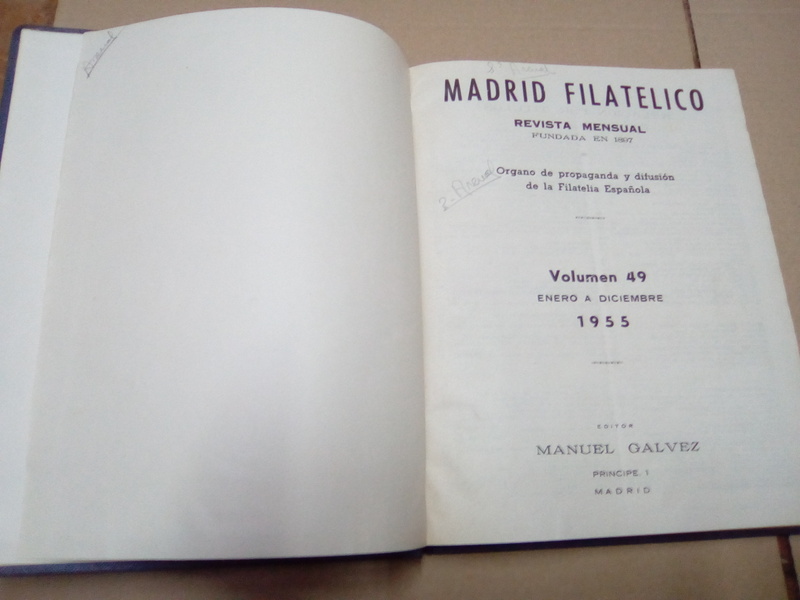 MADRID FILATELICO
REVISTA MENSUAL
FUNDADA EN 1897
Organo de propaganda y difusión
de la Filatelia Española
Volumen 49
ENERO A DICIEMBRE
1955
EDITOR
MANUEL GALVEZ
PRINCIPE, 1
MADRID